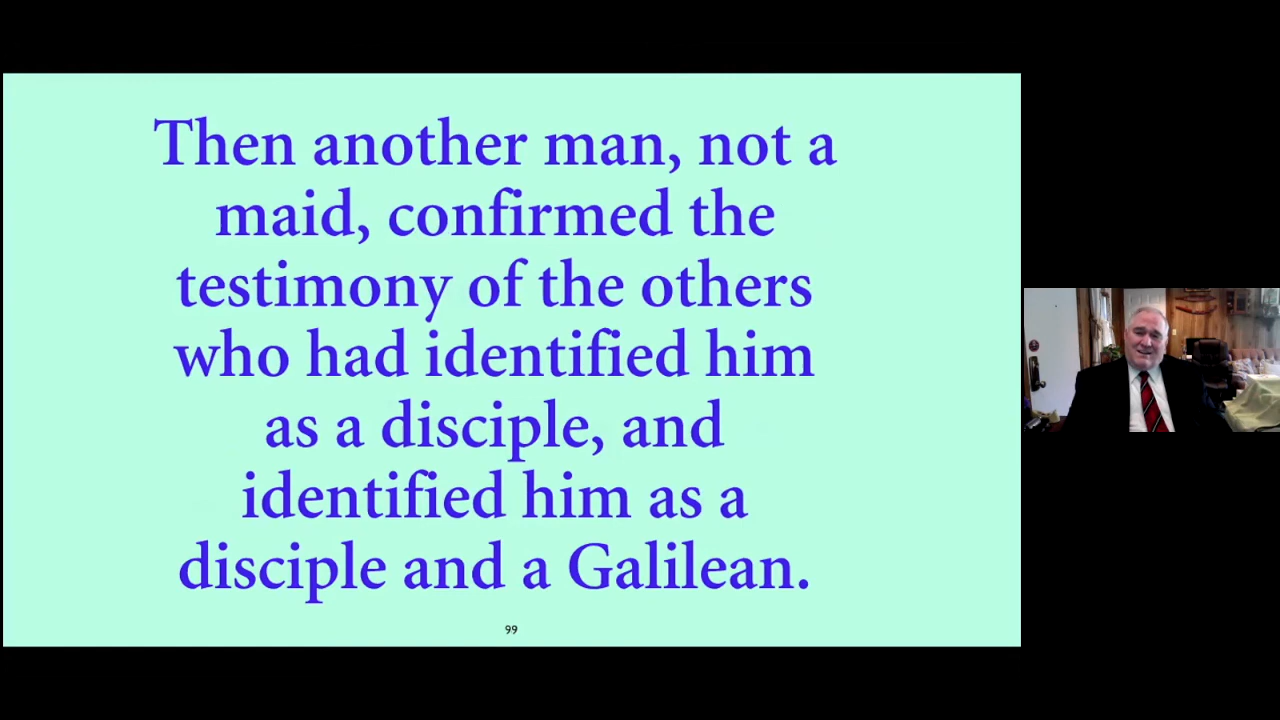 Then another man, not a
maid, confirmed the
testimony of the others
who had identified him
as a disciple, and
identified him as a
disciple and a Galilean.
99